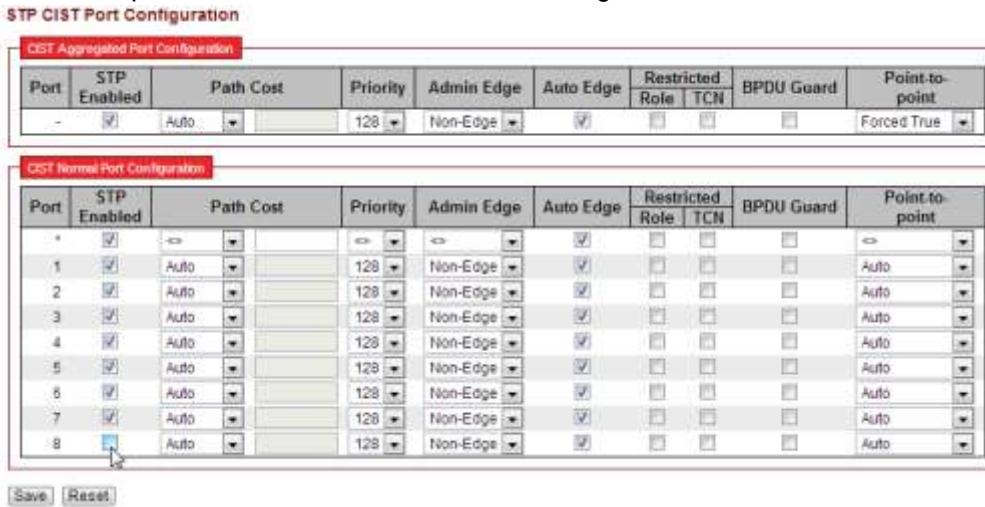 STP CIST Port Configuration
CIST Aggregated Port Configuration
Port STP Enabled Path Cost Priority Admin Edge Auto Edge Restricted Role TCN BPDU Guard Point-to-point
- Auto 128 Non-Edge Forced True
CIST Normal Port Configuration
Port STP Enabled Path Cost Priority Admin Edge Auto Edge Restricted Role TCN BPDU Guard Point-to-point
* <> <> <> <>
1 Auto 128 Non-Edge Auto
2 Auto 128 Non-Edge Auto
3 Auto 128 Non-Edge Auto
4 Auto 128 Non-Edge Auto
5 Auto 128 Non-Edge Auto
6 Auto 128 Non-Edge Auto
7 Auto 128 Non-Edge Auto
8 Auto 128 Non-Edge Auto
Save Reset